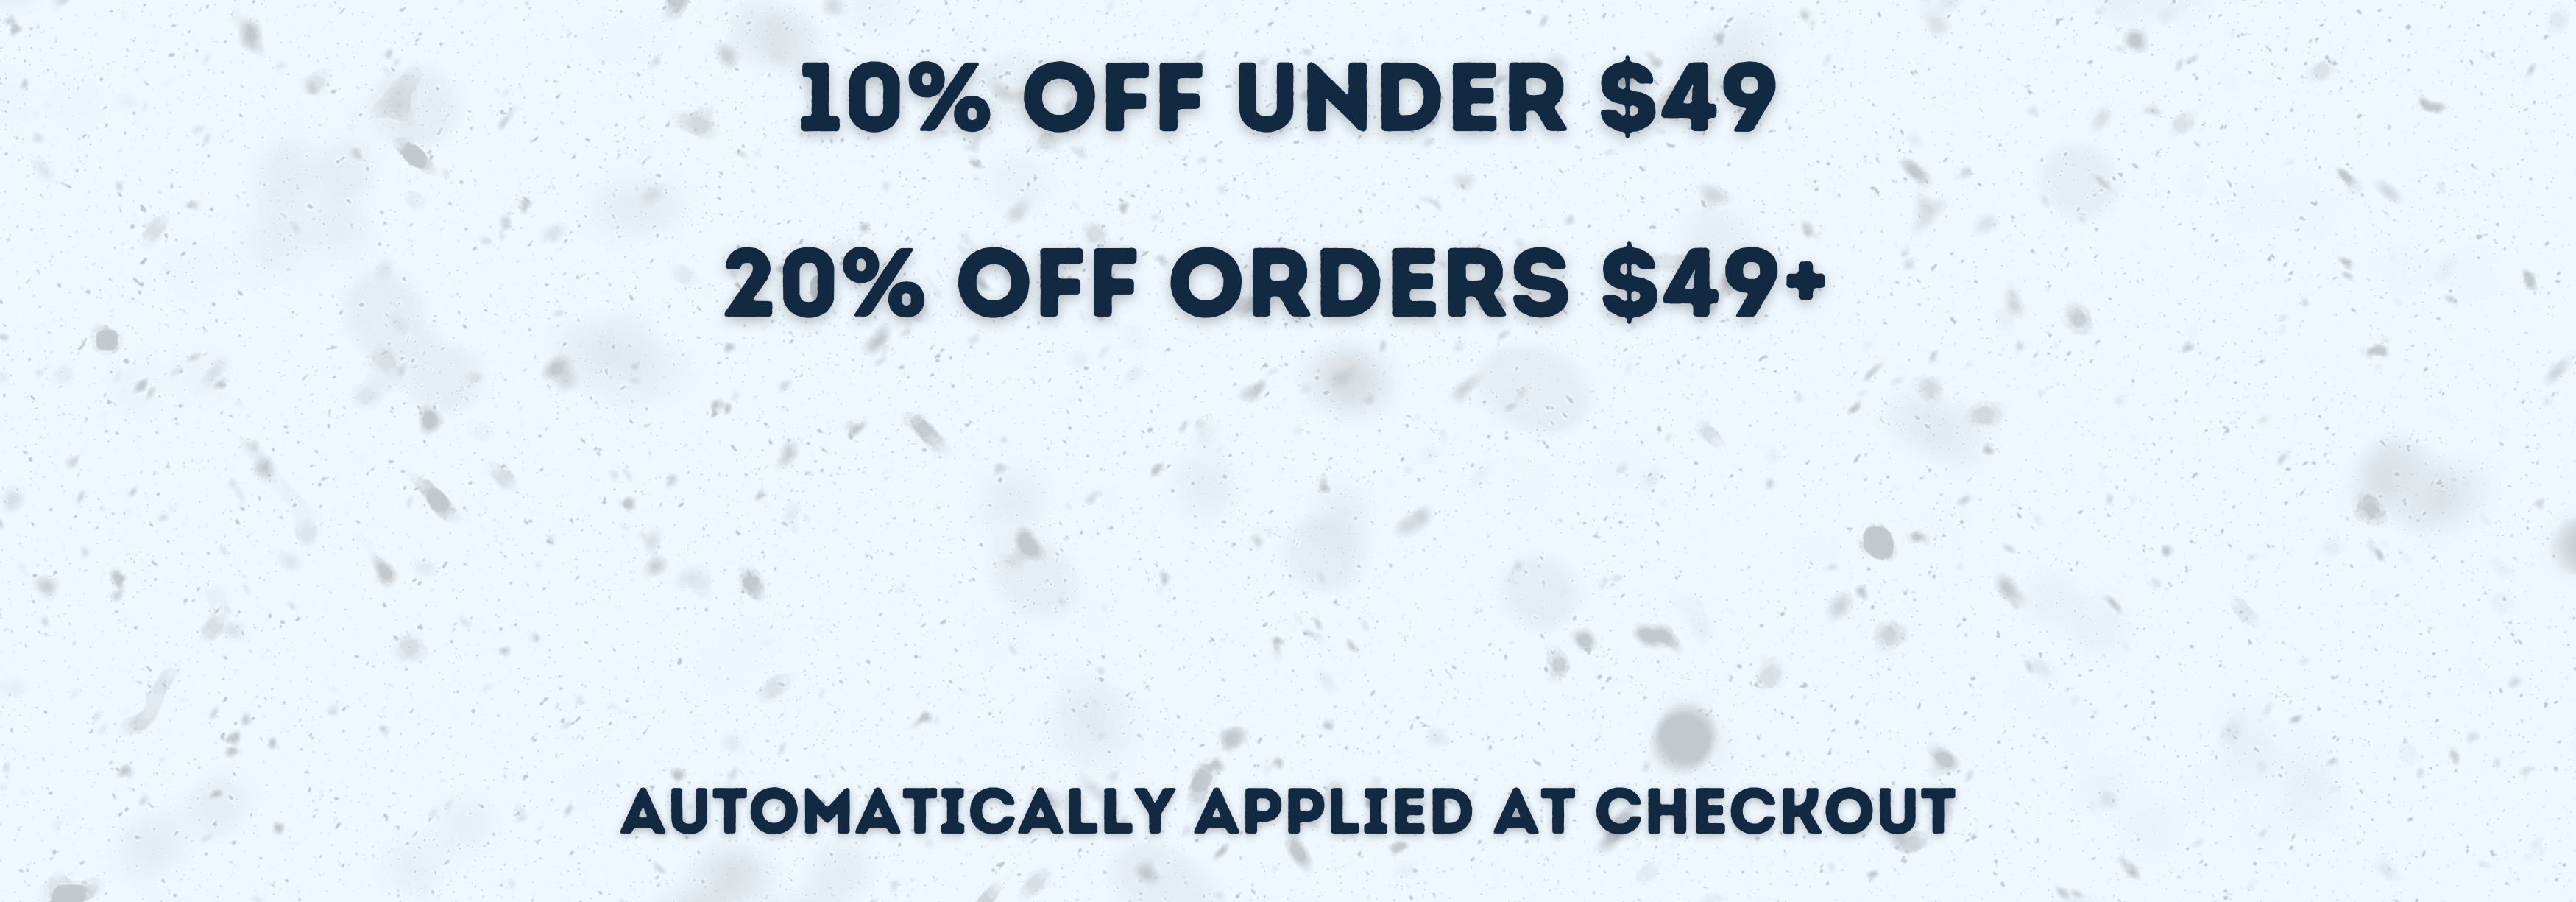 10% OFF UNDER $49
20% OFF ORDERS $49+
AUTOMATICALLY APPLIED AT CHECKOUT